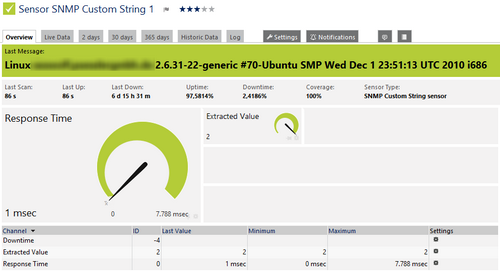 Sensor SNMP Custom String 1
Overview Live Data 2 days 30 days 365 days Historic Data Log Settings Notifications
Last Message:
Linux 2.6.31-22-generic #70-Ubuntu SMP Wed Dec 1 23:51:13 UTC 2010 i686
Last Scan: Last Up: Last Down: Uptime: Downtime: Coverage: Sensor Type:
86 s 86 s 6 d 15 h 31 m 97,5814% 2,4186% 100% SNMP Custom String sensor
Response Time
Extracted Value
2
1 msec
0 7.788 msec
Channel ID Last Value Minimum Maximum Settings
Downtime -4
Extracted Value 2 2 2 2
Response Time 0 1 msec 0 msec 7.788 msec